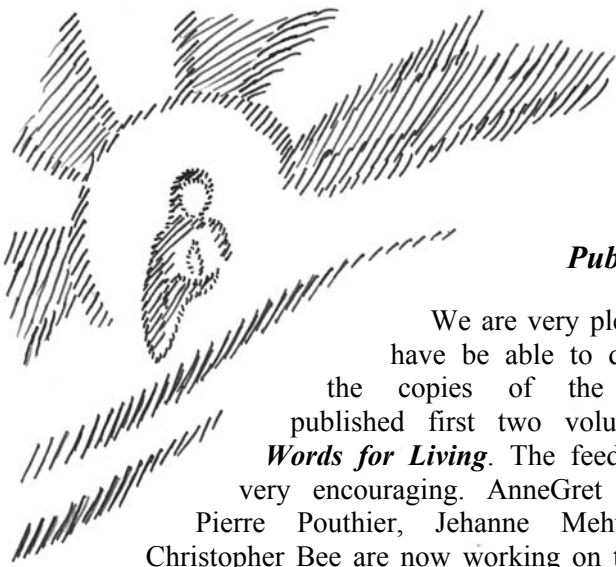 Pub
We are very ple
have be able to d
the copies of the
published first two volu
Words for Living. The feed
very encouraging. AnneGret
Pierre Pouthier, Jehanne Meh
Christopher Bee are now working on t